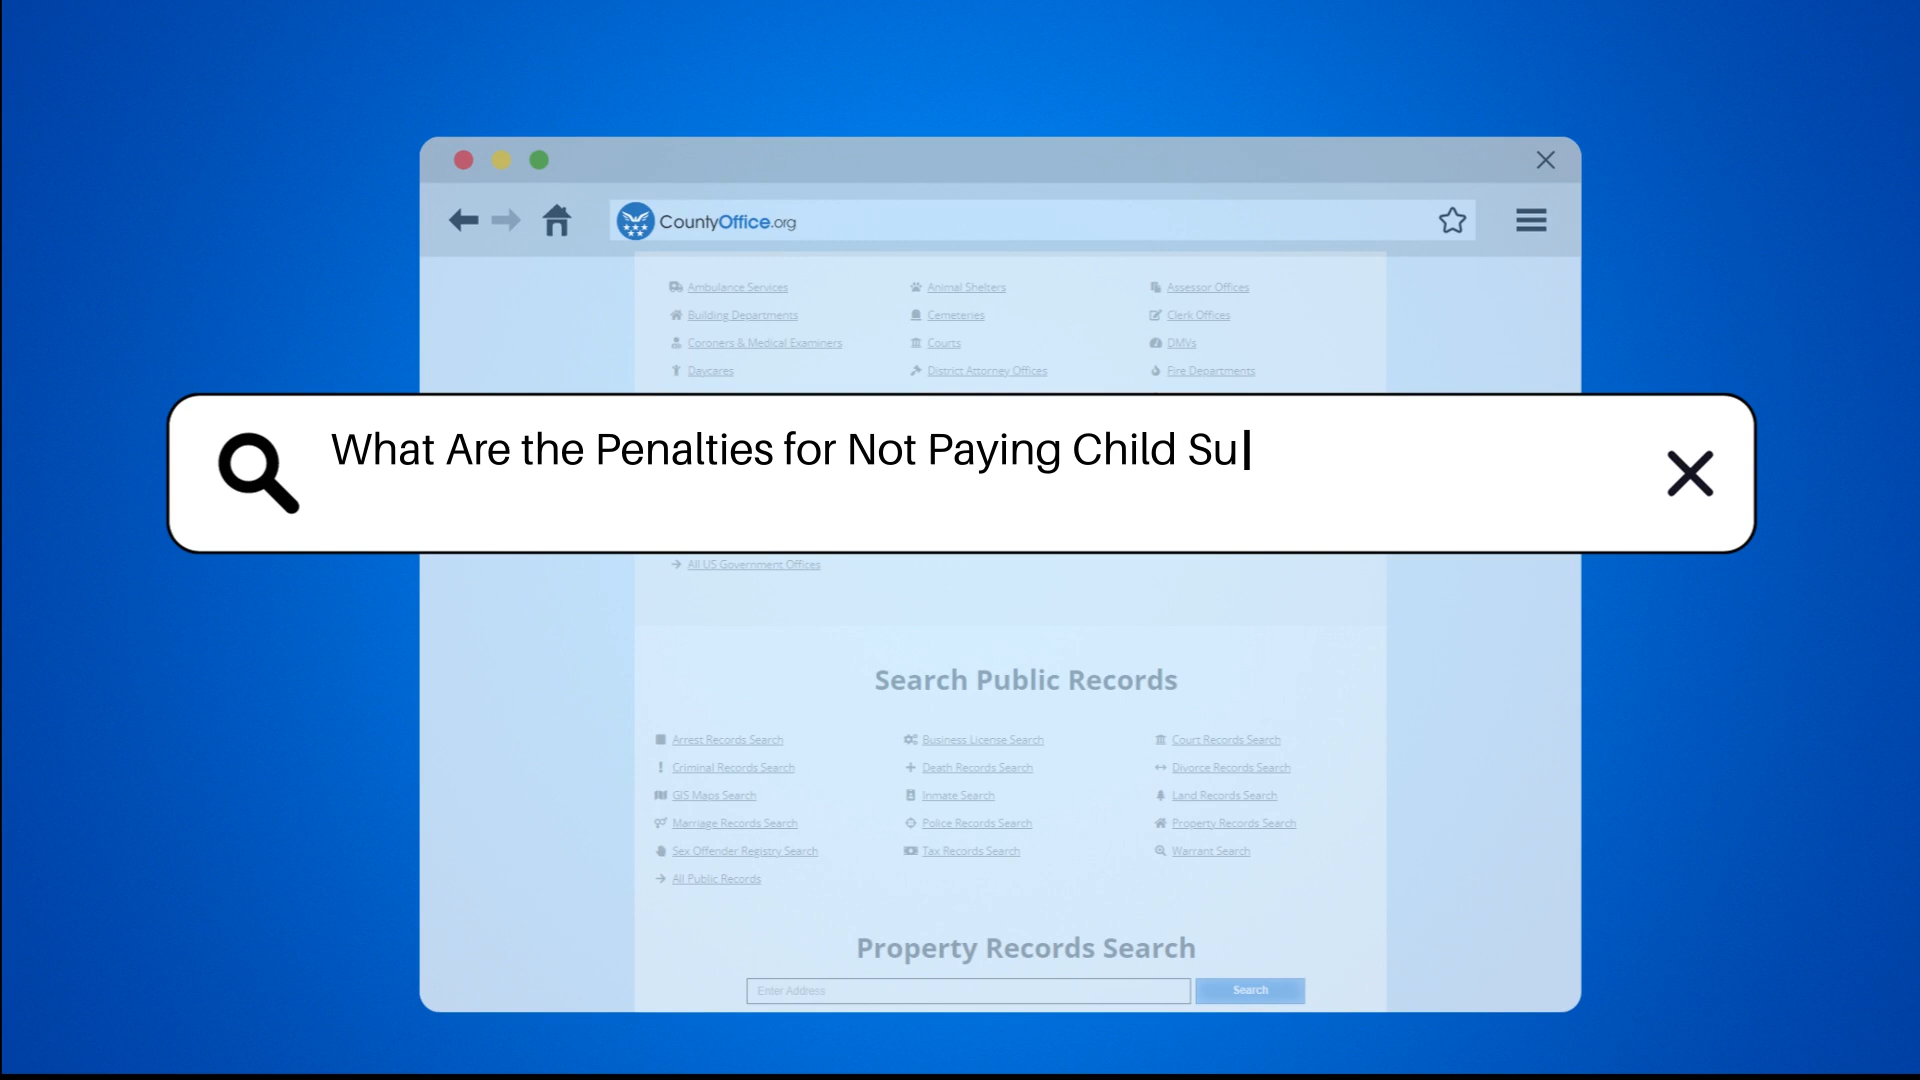 CountyOffice.org
Ambulance Services Animal Shelters Assessor Offices
Building Departments Cemeteries Clerk Offices
Coroners & Medical Examiners Courts DMVs
Daycares District Attorney Offices Fire Departments
What Are the Penalties for Not Paying Child Su
All US Government Offices
Search Public Records
Arrest Records Search Business License Search Court Records Search
Criminal Records Search Death Records Search Divorce Records Search
GIS Maps Search Inmate Search Land Records Search
Marriage Records Search Police Records Search Property Records Search
Sex Offender Registry Search Tax Records Search Warrant Search
All Public Records
Property Records Search
Enter Address Search